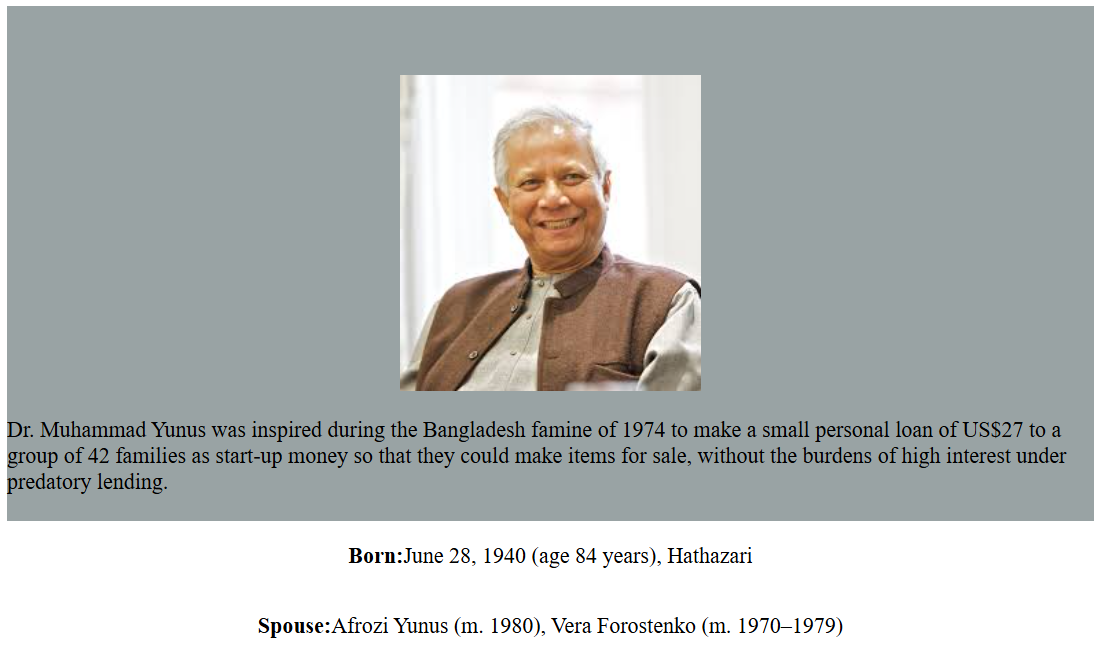 Dr. Muhammad Yunus was inspired during the Bangladesh famine of 1974 to make a small personal loan of US$27 to a
group of 42 families as start-up money so that they could make items for sale, without the burdens of high interest under
predatory lending.
Born:June 28, 1940 (age 84 years), Hathazari
Spouse:Afrozi Yunus (m. 1980), Vera Forostenko (m. 1970–1979)